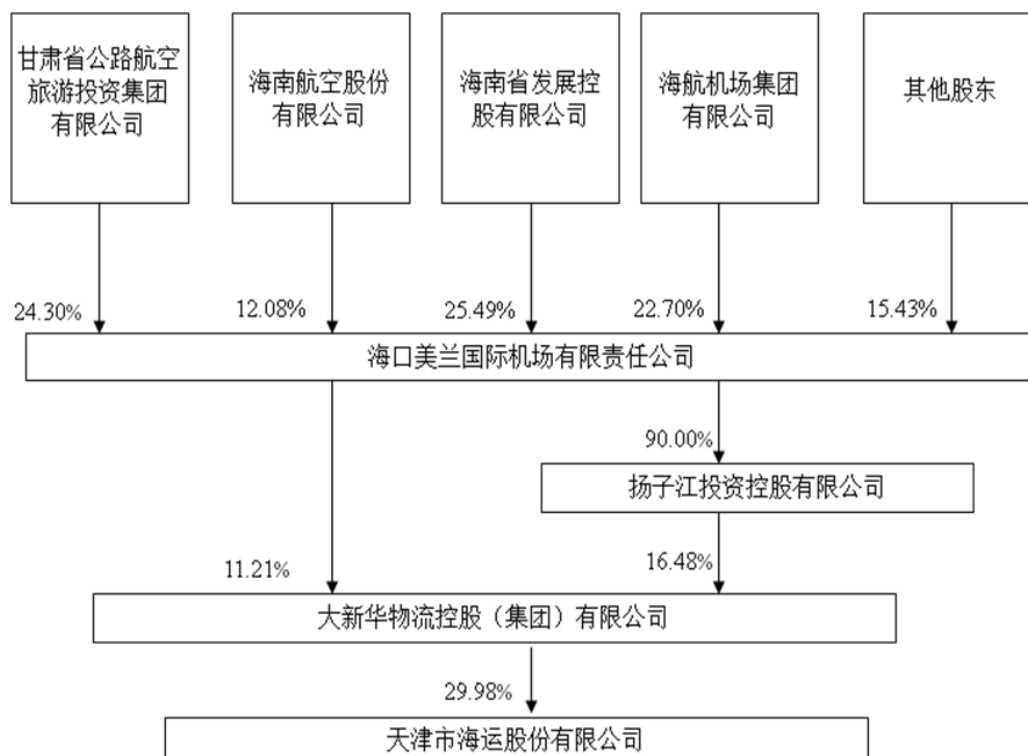 甘肃省公路航空
旅游投资集团
有限公司
海南航空股份
有限公司
海南省发展控
股有限公司
海航机场集团
有限公司
其他股东
24.30%
12.08%
25.49%
22.70%
15.43%
海口美兰国际机场有限责任公司
90.00%
扬子江投资控股有限公司
11.21%
16.48%
大新华物流控股（集团）有限公司
29.98%
天津市海运股份有限公司